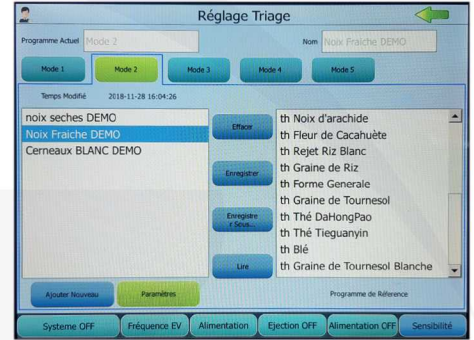 Réglage Triage
Programme Actuel Mode 2 Nom Noix Fraiche DEMO
Mode 1 Mode 2 Mode 3 Mode 4 Mode 5
Temps Modifié 2018-11-28 16:04:26
noix seches DEMO
Noix Fraiche DEMO
Cerneaux BLANC DEMO
Effacer
Enregistrer
Enregistre
r Sous...
Lire
th Noix d'arachide
th Fleur de Cacahuète
th Rejet Riz Blanc
th Graine de Riz
th Forme Generale
th Graine de Tournesol
th Thé DaHongPao
th Thé Tieguanyin
th Blé
th Graine de Tournesol Blanche
Ajouter Nouveau Paramètres Programme de Réference
Systeme OFF Fréquence EV Alimentation Ejection OFF Alimentation OFF Sensibilité